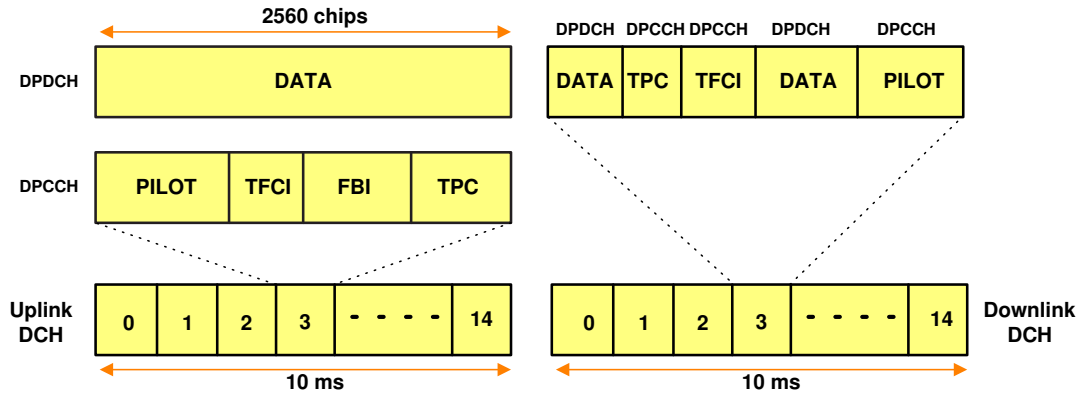 2560 chips
DPDCH DPCCH DPCCH DPDCH DPCCH
DPDCH DATA
DATA TPC TFCI DATA PILOT
DPCCH PILOT TFCI FBI TPC
Uplink DCH
0 1 2 3 - - - - 14
0 1 2 3 - - - - 14
Downlink DCH
10 ms
10 ms